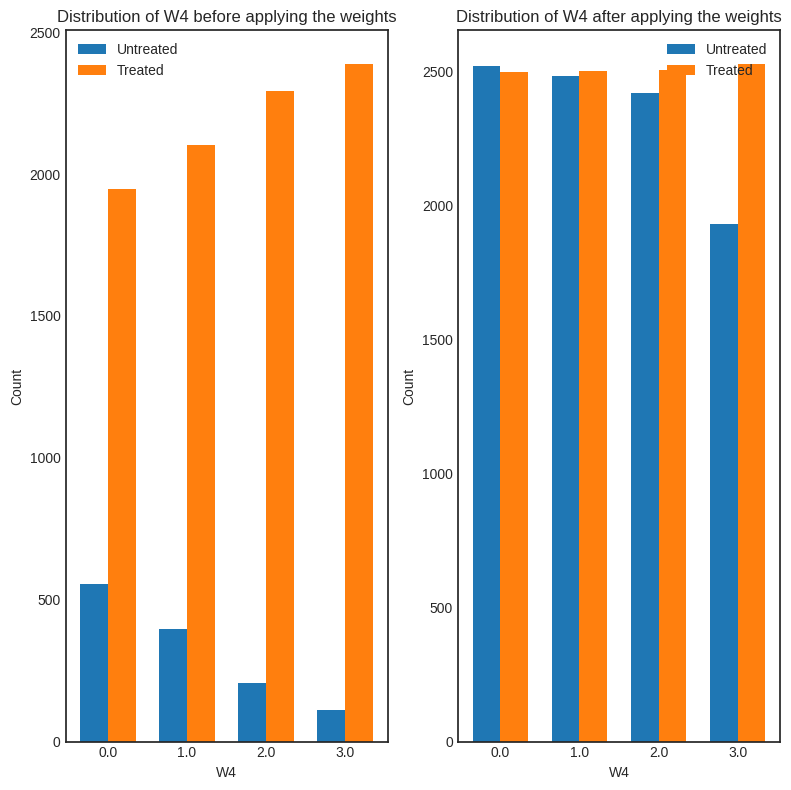 Distribution of W4 before applying the weights
Untreated
Treated
2500
2000
1500
1000
500
0
Count
0.0 1.0 2.0 3.0
W4
Distribution of W4 after applying the weights
Untreated
Treated
2500
2000
1500
1000
500
0
Count
0.0 1.0 2.0 3.0
W4